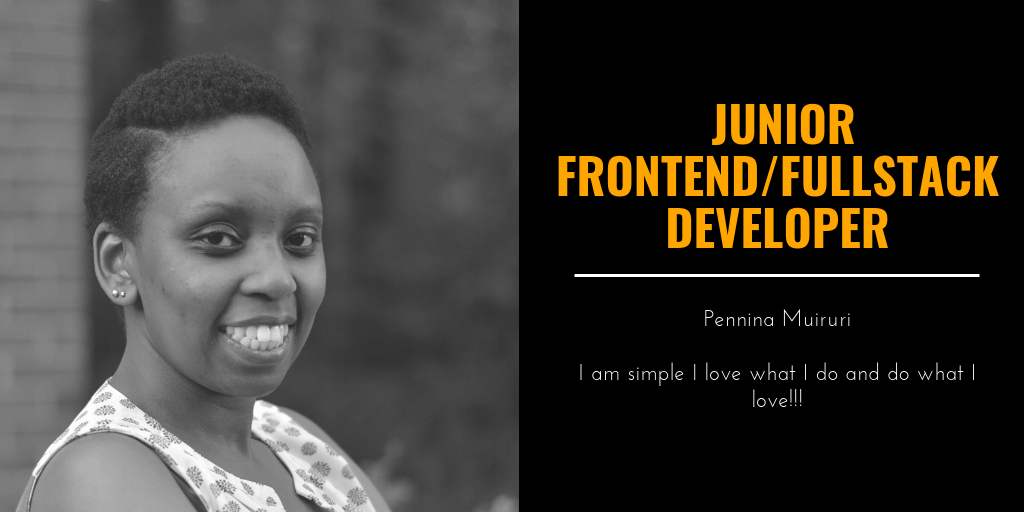 JUNIOR
FRONTEND/FULLSTACK
DEVELOPER
Pennina Muiruri
I am simple I love what I do and do what I
love!!!